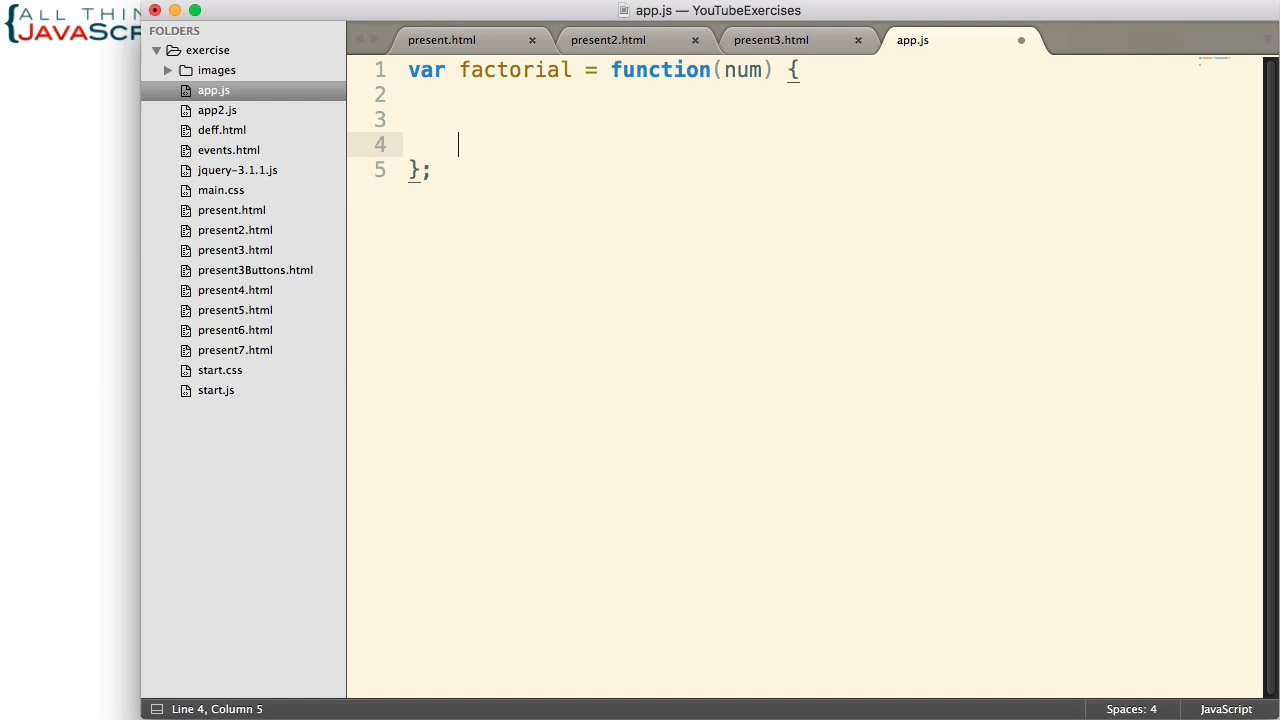 {ALL THIN
JAVASCR
app.js — YouTubeExercises
FOLDERS
exercise
images
app.js
app2.js
deff.html
events.html
jquery-3.1.1.js
main.css
present.html
present2.html
present3.html
present3Buttons.html
present4.html
present5.html
present6.html
present7.html
start.css
start.js
present.html × present2.html × present3.html × app.js
1 var factorial = function(num) {
2
3
4
5 };
Line 4, Column 5 Spaces: 4 JavaScript